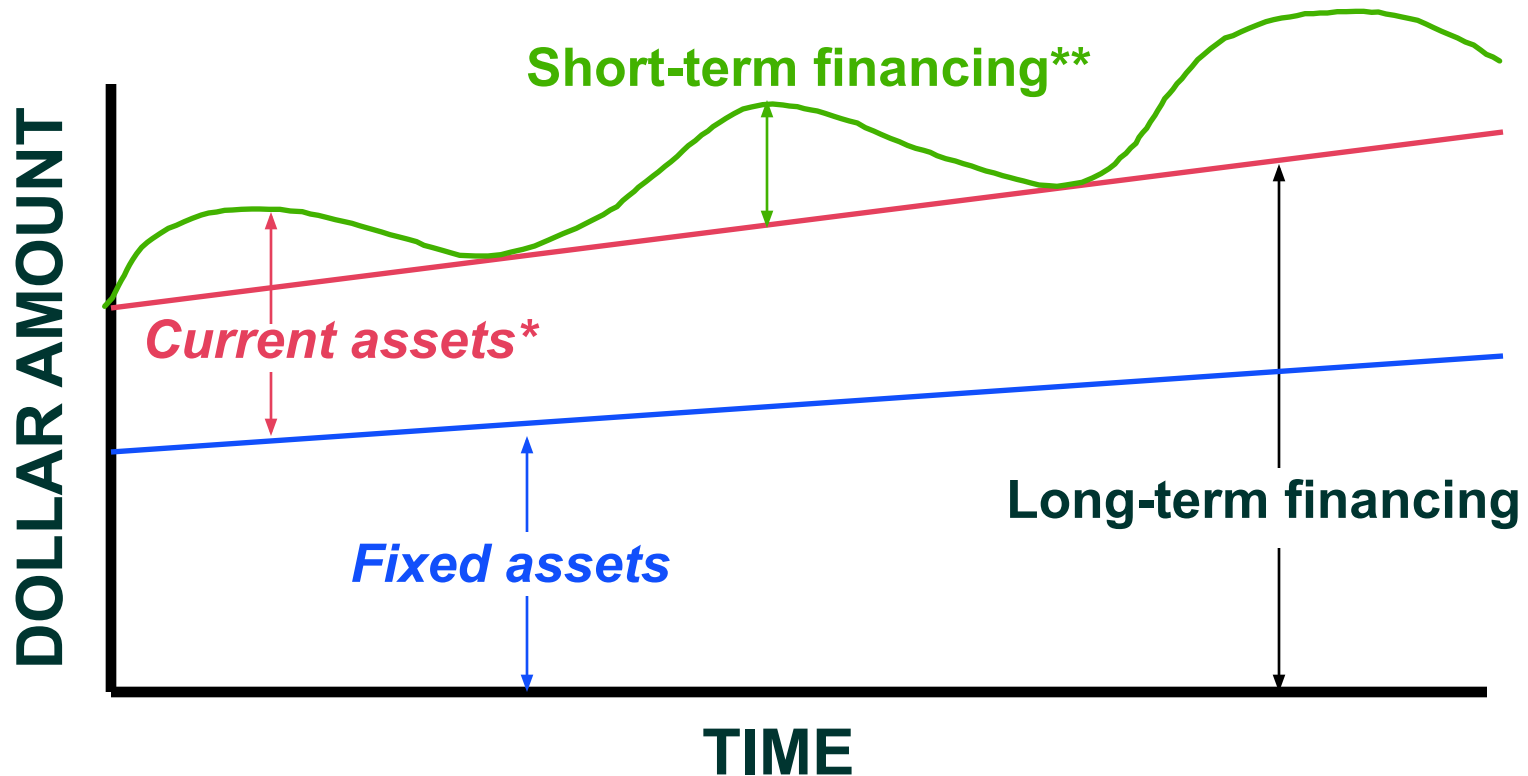 Short-term financing**
DOLLAR AMOUNT
Current assets*
Long-term financing
Fixed assets
TIME